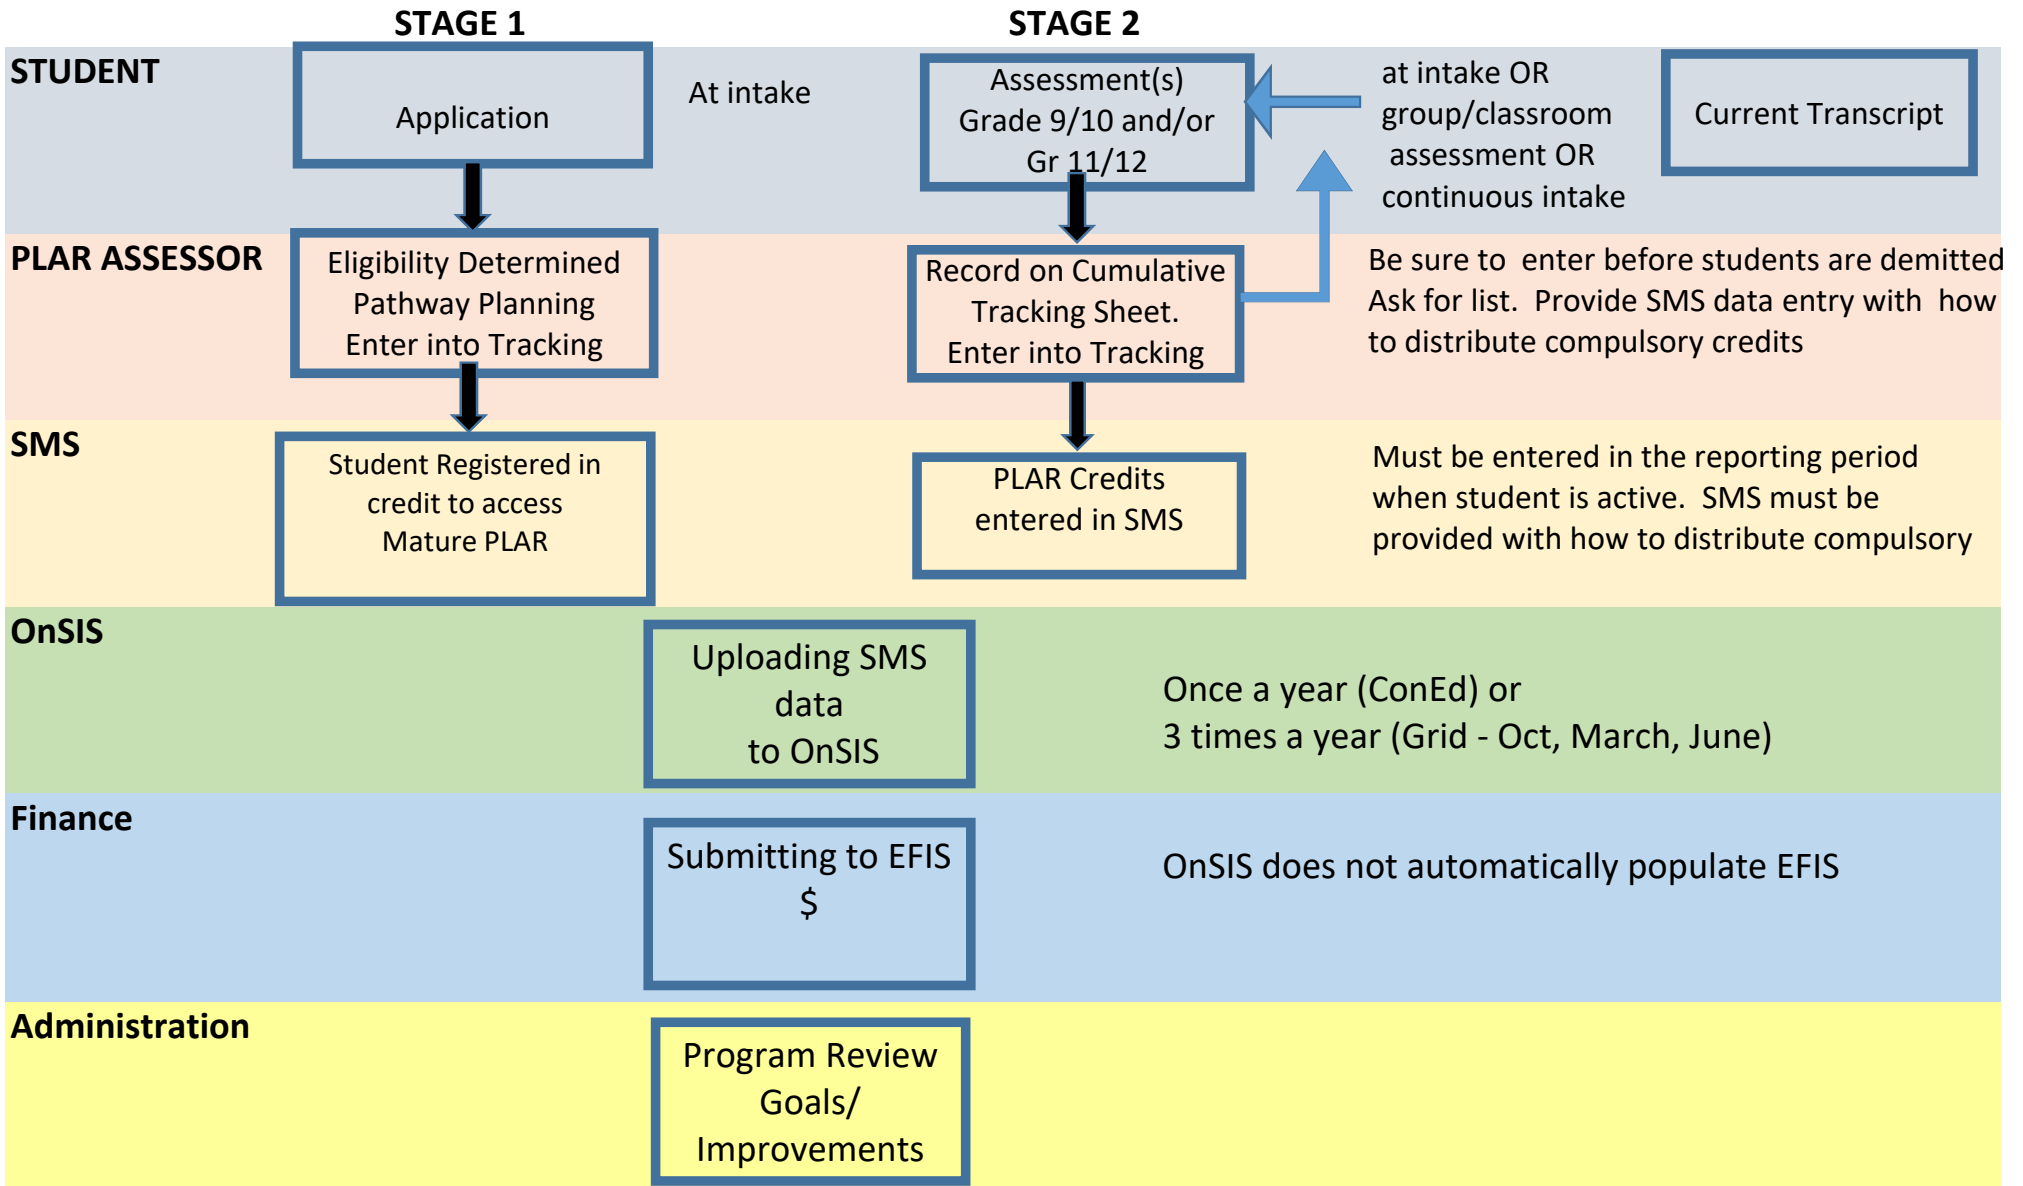 STAGE 1
STAGE 2
STUDENT
Application
At intake
Assessment(s)
Grade 9/10 and/or
Gr 11/12
at intake OR
group/classroom
assessment OR
continuous intake
Current Transcript
PLAR ASSESSOR
Eligibility Determined
Pathway Planning
Enter into Tracking
Record on Cumulative
Tracking Sheet.
Enter into Tracking
Be sure to enter before students are demitted
Ask for list. Provide SMS data entry with how
to distribute compulsory credits
SMS
Student Registered in
credit to access
Mature PLAR
PLAR Credits
entered in SMS
Must be entered in the reporting period
when student is active. SMS must be
provided with how to distribute compulsory
OnSIS
Uploading SMS
data
to OnSIS
Once a year (ConEd) or
3 times a year (Grid - Oct, March, June)
Finance
Submitting to EFIS
$
OnSIS does not automatically populate EFIS
Administration
Program Review
Goals/
Improvements